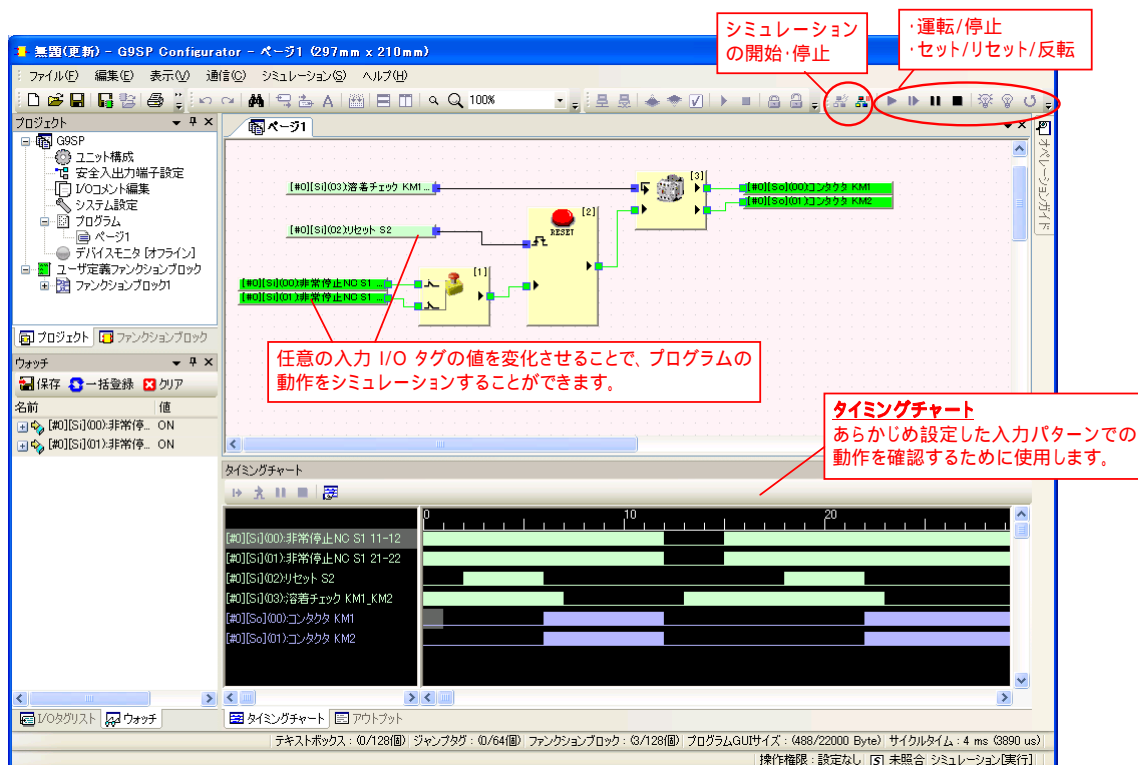 シミュレーション
の開始･停止
･運転/停止
･セット/リセット/反転
無題(更新) - G9SP Configurator - ページ1 (297mm x 210mm)
ファイル(F) 編集(E) 表示(V) 通信(C) シミュレーション(S) ヘルプ(H)
100%
プロジェクト
G9SP
ユニット構成
安全入出力端子設定
I/Oコメント編集
システム設定
プログラム
ページ1
デバイスモニタ [オフライン]
ユーザ定義ファンクションブロック
ファンクションブロック1
プロジェクト ファンクションブロック
ページ1
オペレーションガイド
[#0][Si](03):溶着チェック KM1...
[#0][Si](02):リセット S2
[#0][Si](00):非常停止NC S1 ...
[#0][Si](01):非常停止NC S1 ...
[1]
[2]
RESET
[3]
[#0][So](00):コンタクタ KM1
[#0][So](01):コンタクタ KM2
任意の入力 I/O タグの値を変化させることで、プログラムの
動作をシミュレーションすることができます。
ウォッチ
保存 一括登録 クリア
名前 値
[#0][Si](00):非常停... ON
[#0][Si](01):非常停... ON
タイミングチャート
あらかじめ設定した入力パターンでの
動作を確認するために使用します。
タイミングチャート
0 10 20
[#0][Si](00):非常停止NC S1 11-12
[#0][Si](01):非常停止NC S1 21-22
[#0][Si](02):リセット S2
[#0][Si](03):溶着チェック KM1_KM2
[#0][So](00):コンタクタ KM1
[#0][So](01):コンタクタ KM2
I/Oタグリスト ウォッチ
タイミングチャート アウトプット
テキストボックス : (0/128個) ジャンプタグ : (0/64個) ファンクションブロック : (3/128個) プログラムGUIサイズ : (488/22000 Byte) サイクルタイム : 4 ms (3890 us)
操作権限 : 設定なし S 未照合 シミュレーション[実行]